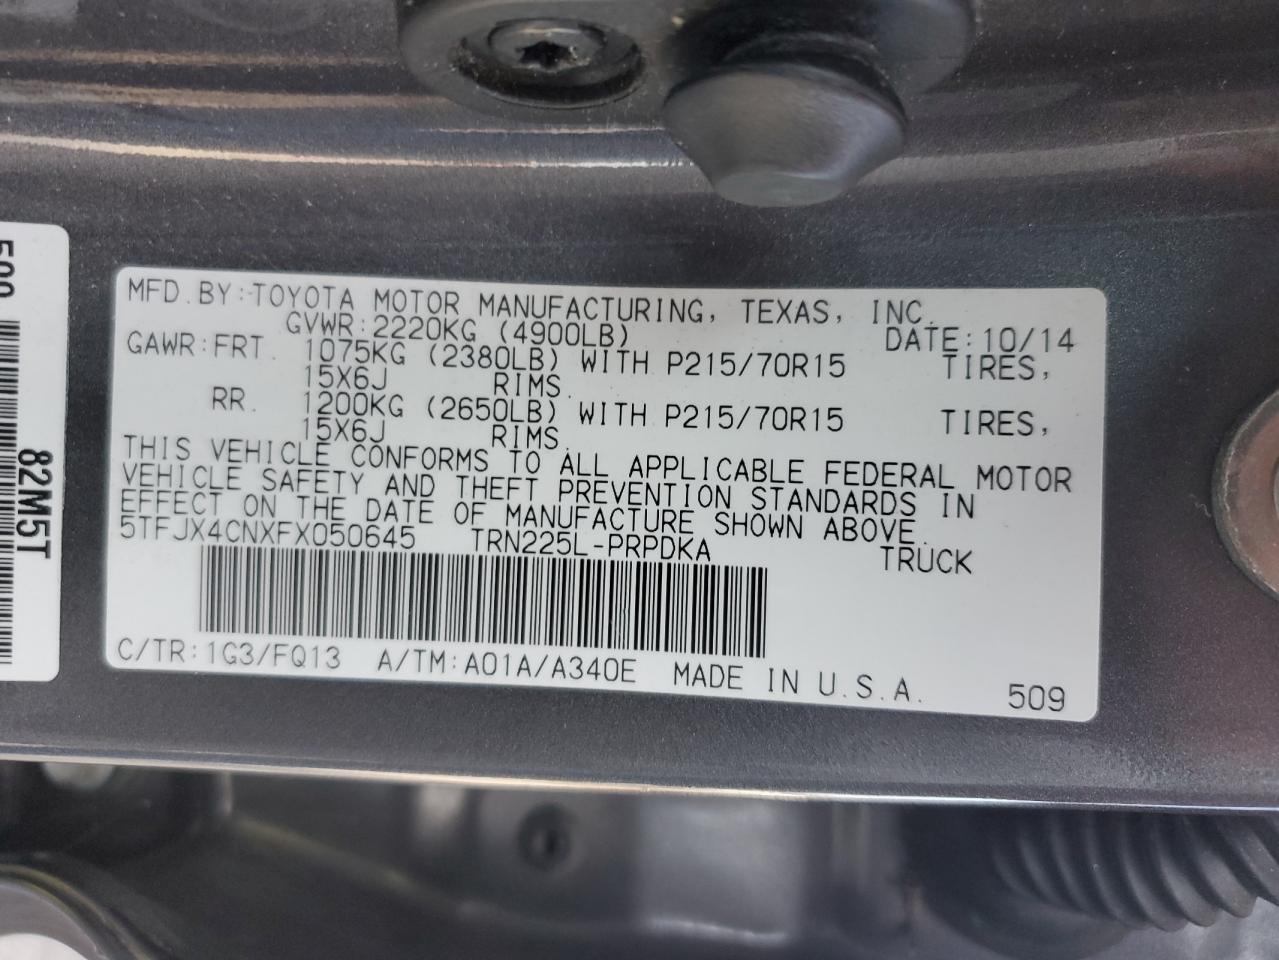 MFD.BY:TOYOTA MOTOR MANUFACTURING, TEXAS, INC.
GVWR:2220KG (4900LB) DATE:10/14
GAWR:FRT. 1075KG (2380LB) WITH P215/70R15 TIRES,
15X6J RIMS.
RR. 1200KG (2650LB) WITH P215/70R15 TIRES,
15X6J RIMS.
THIS VEHICLE CONFORMS TO ALL APPLICABLE FEDERAL MOTOR
VEHICLE SAFETY AND THEFT PREVENTION STANDARDS IN
EFFECT ON THE DATE OF MANUFACTURE SHOWN ABOVE.
5TFJX4CNXFX050645 TRN225L-PRPDKA TRUCK
C/TR:1G3/FQ13 A/TM:A01A/A340E MADE IN U.S.A.
509
82M5T